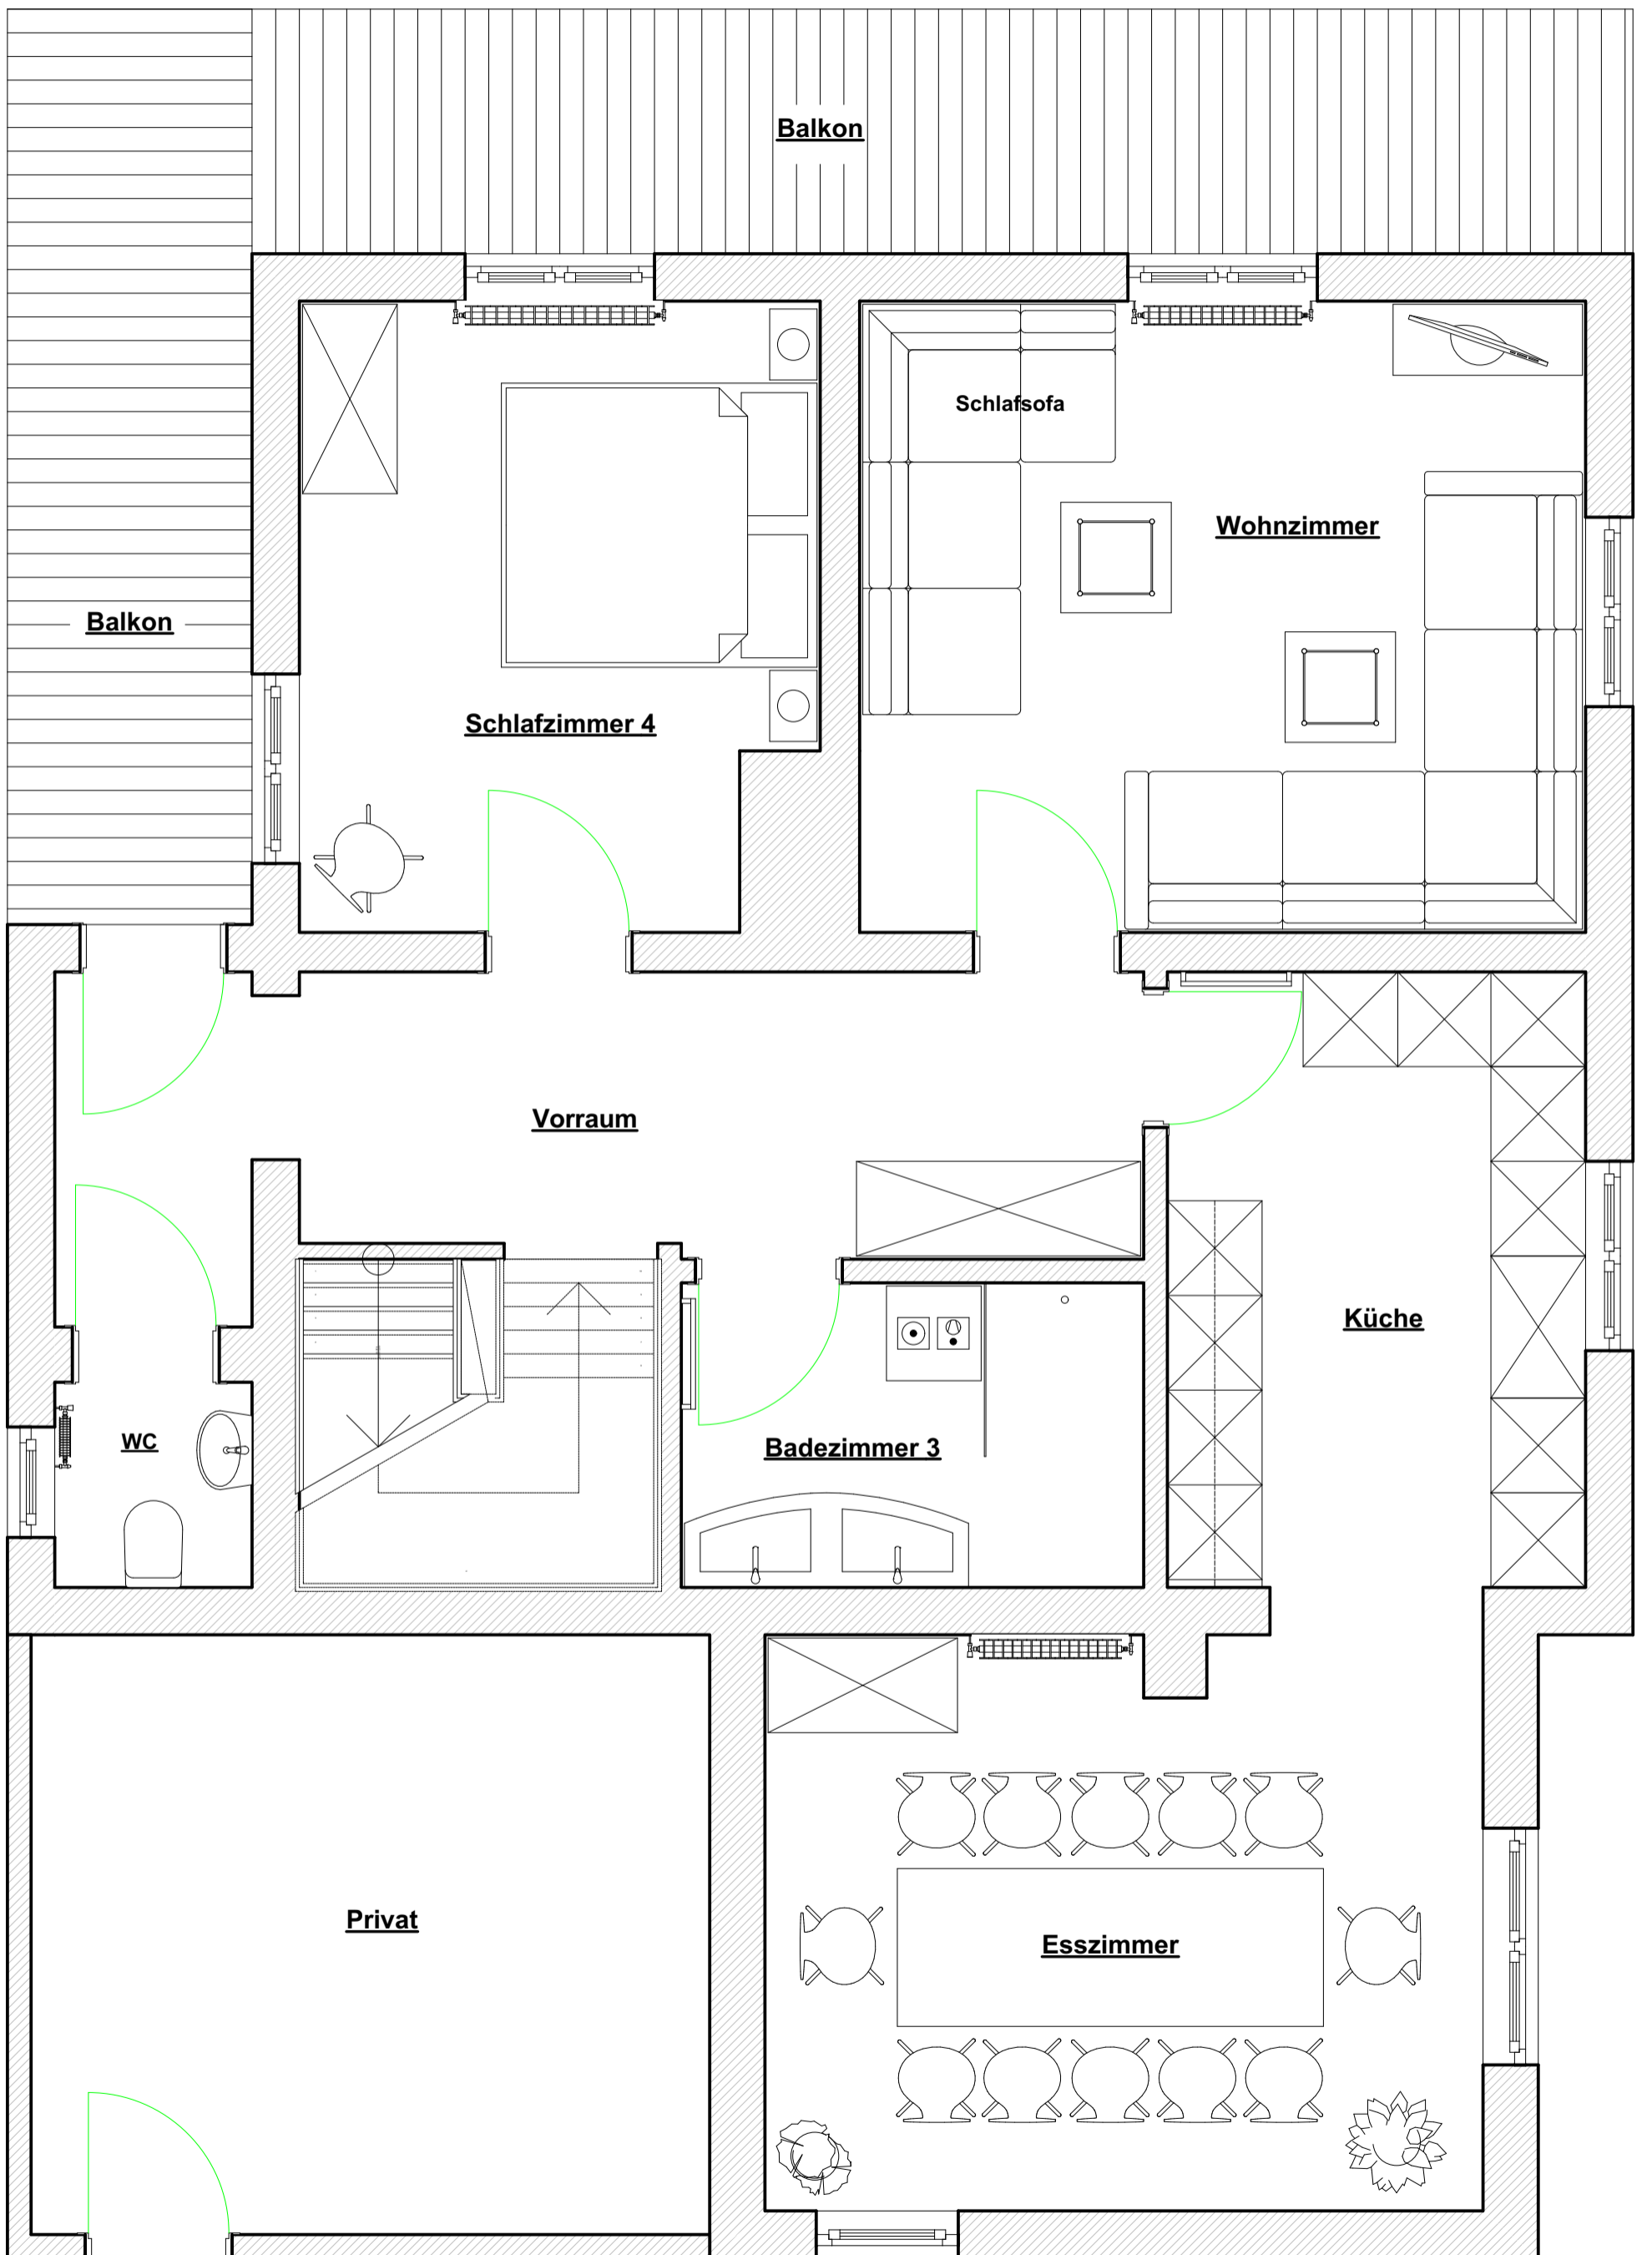 Balkon
Schlafsofa
Wohnzimmer
Balkon
Schlafzimmer 4
Vorraum
Küche
WC
Badezimmer 3
Privat
Esszimmer